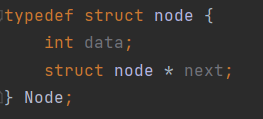 typedef struct node {
    int data;
    struct node * next;
} Node;